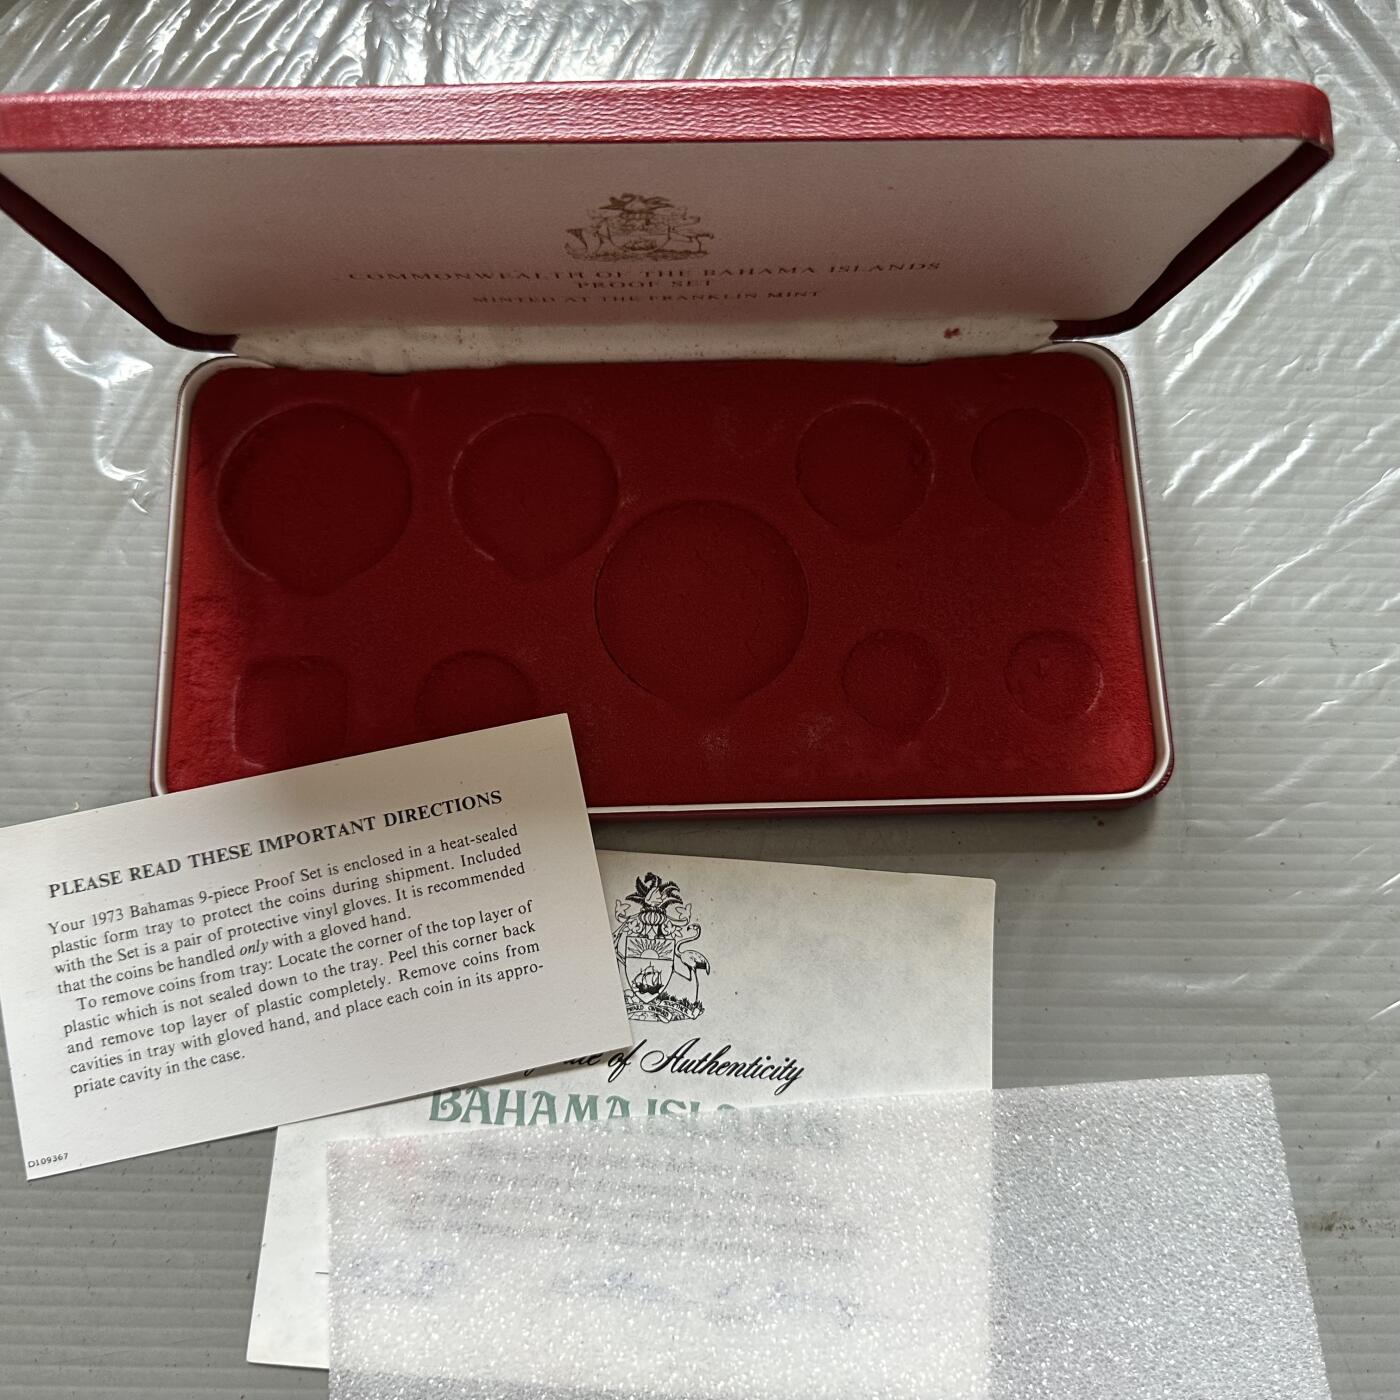 COMMONWEALTH OF THE BAHAMA ISLANDS
PROOF SET
MINTED AT THE FRANKLIN MINT
PLEASE READ THESE IMPORTANT DIRECTIONS
Your 1973 Bahamas 9-piece Proof Set is enclosed in a heat-sealed
plastic form tray to protect the coins during shipment. Included
with the Set is a pair of protective vinyl gloves. It is recommended
that the coins be handled only with a gloved hand.
To remove coins from tray: Locate the corner of the top layer of
plastic which is not sealed down to the tray. Peel this corner back
and remove top layer of plastic completely. Remove coins from
cavities in tray with gloved hand, and place each coin in its appro-
priate cavity in the case.
D109367
of Authenticity
BAHAMA ISLANDS